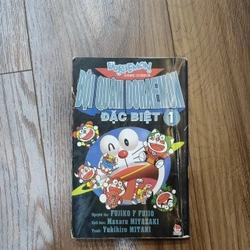 DORAEMON
ĐỘI QUÂN DORAEMON
ĐẶC BIỆT 1
Nguyên tác: FUJIKO F FUJIO
Kịch bản: Masaru MIYAZAKI
Tranh: Yukihiro MITANI